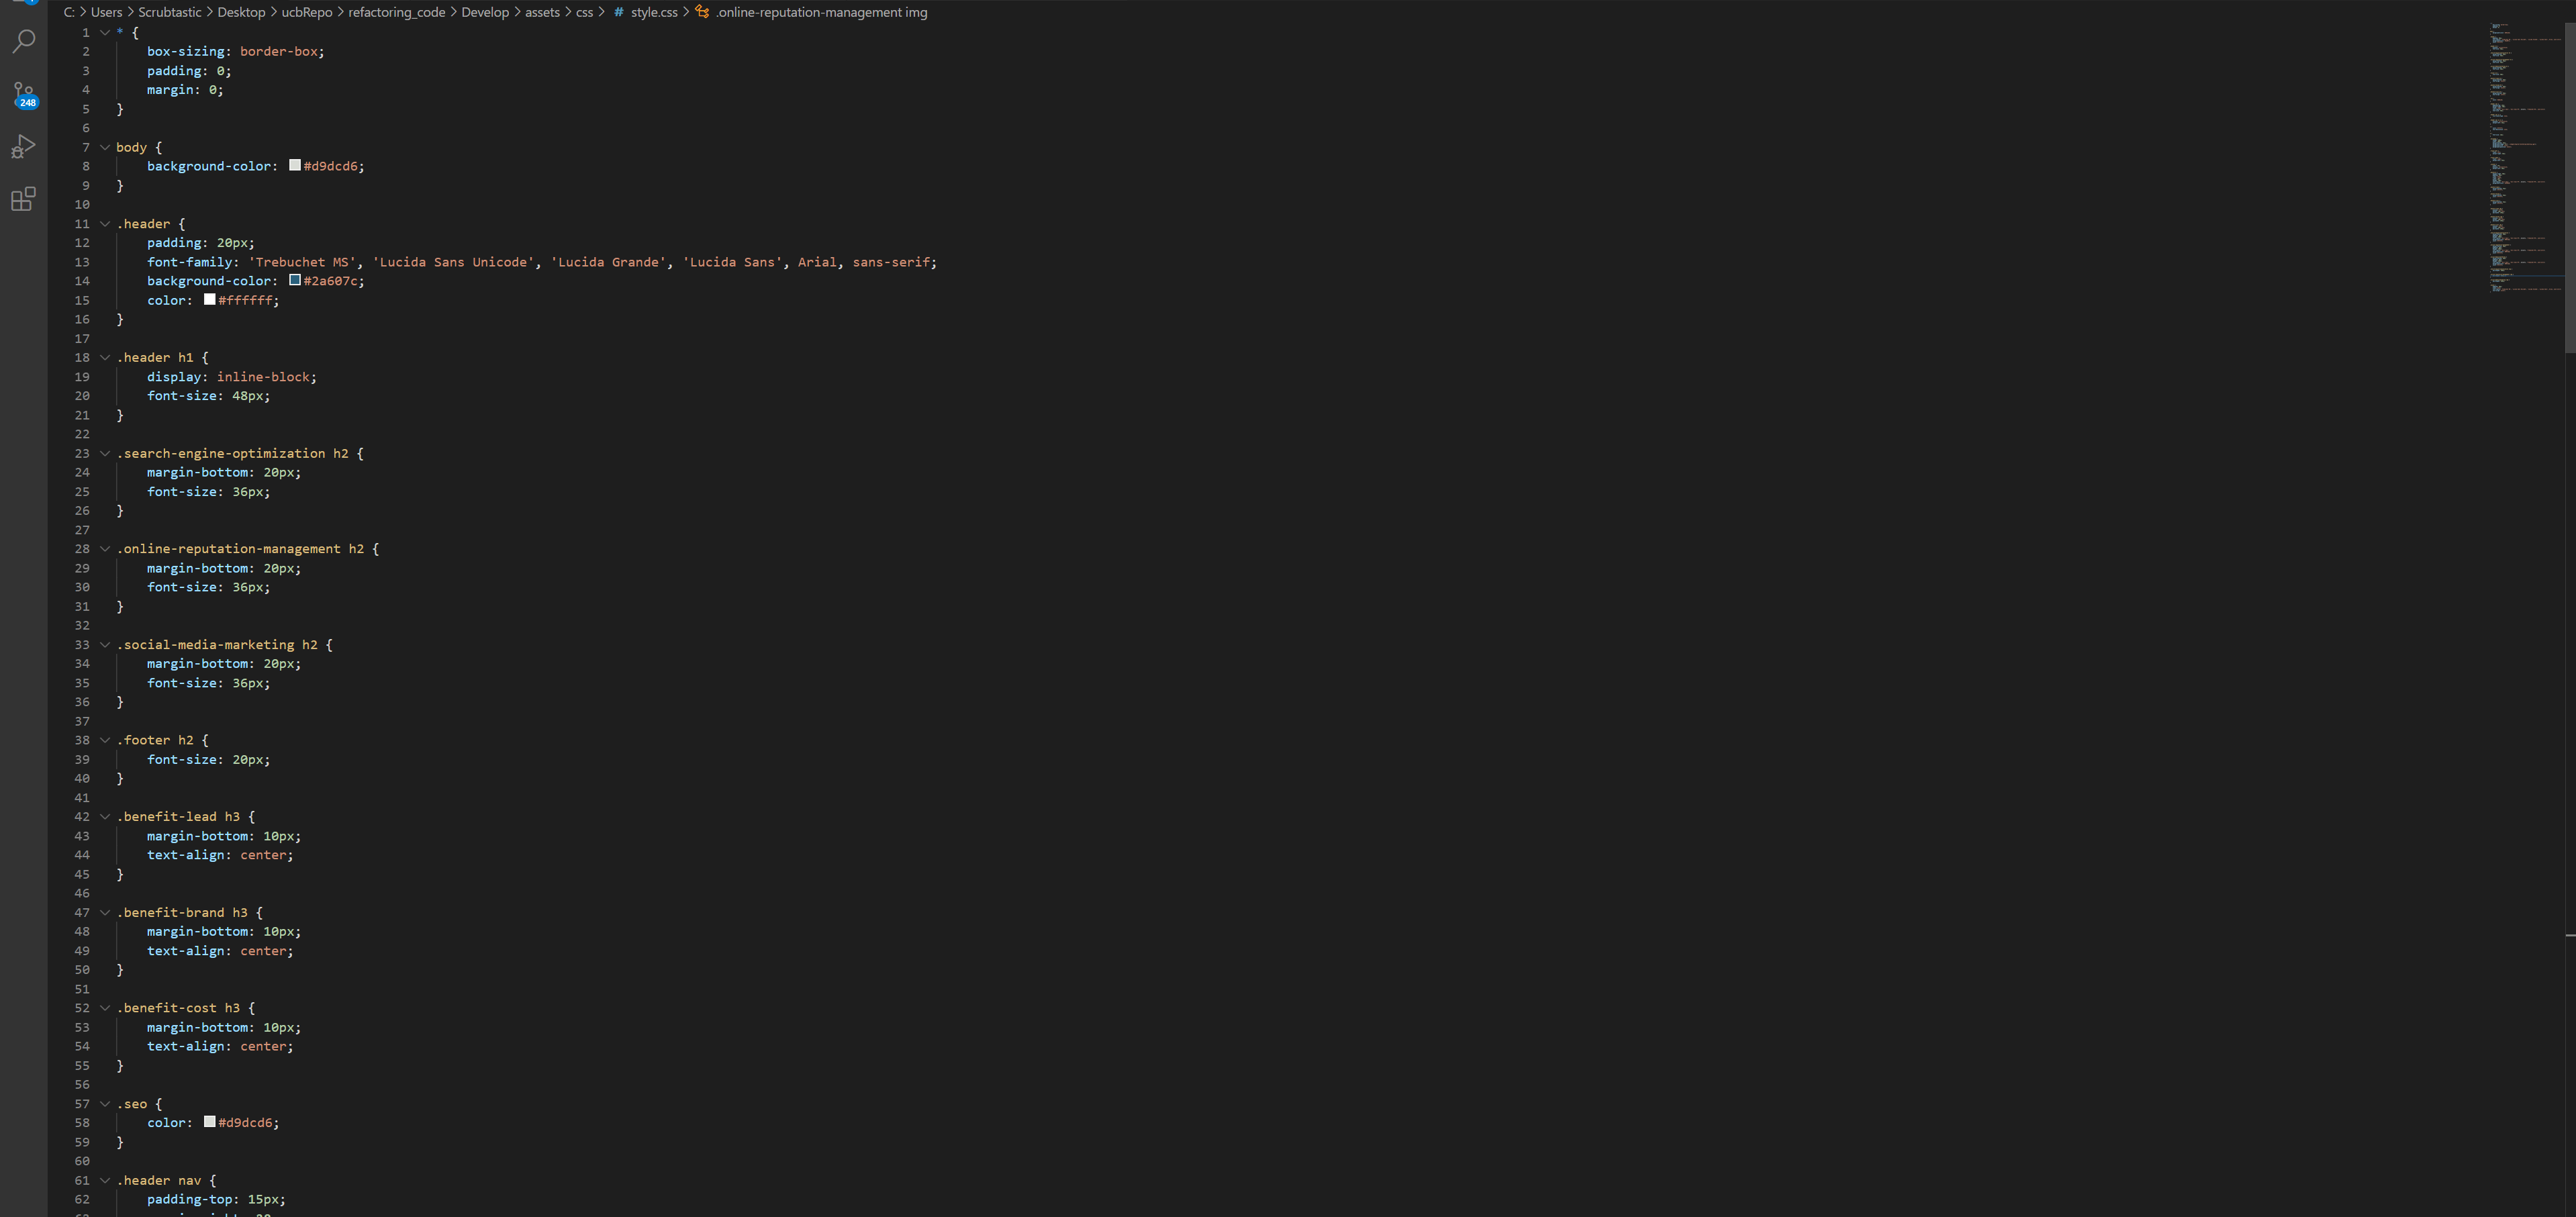 C: > Users > Scrubtastic > Desktop > ucbRepo > refactoring_code > Develop > assets > css > # style.css > .online-reputation-management img
248
1 * {
2 box-sizing: border-box;
3 padding: 0;
4 margin: 0;
5 }
6
7 body {
8 background-color: #d9dcd6;
9 }
10
11 .header {
12 padding: 20px;
13 font-family: 'Trebuchet MS', 'Lucida Sans Unicode', 'Lucida Grande', 'Lucida Sans', Arial, sans-serif;
14 background-color: #2a607c;
15 color: #ffffff;
16 }
17
18 .header h1 {
19 display: inline-block;
20 font-size: 48px;
21 }
22
23 .search-engine-optimization h2 {
24 margin-bottom: 20px;
25 font-size: 36px;
26 }
27
28 .online-reputation-management h2 {
29 margin-bottom: 20px;
30 font-size: 36px;
31 }
32
33 .social-media-marketing h2 {
34 margin-bottom: 20px;
35 font-size: 36px;
36 }
37
38 .footer h2 {
39 font-size: 20px;
40 }
41
42 .benefit-lead h3 {
43 margin-bottom: 10px;
44 text-align: center;
45 }
46
47 .benefit-brand h3 {
48 margin-bottom: 10px;
49 text-align: center;
50 }
51
52 .benefit-cost h3 {
53 margin-bottom: 10px;
54 text-align: center;
55 }
56
57 .seo {
58 color: #d9dcd6;
59 }
60
61 .header nav {
62 padding-top: 15px;